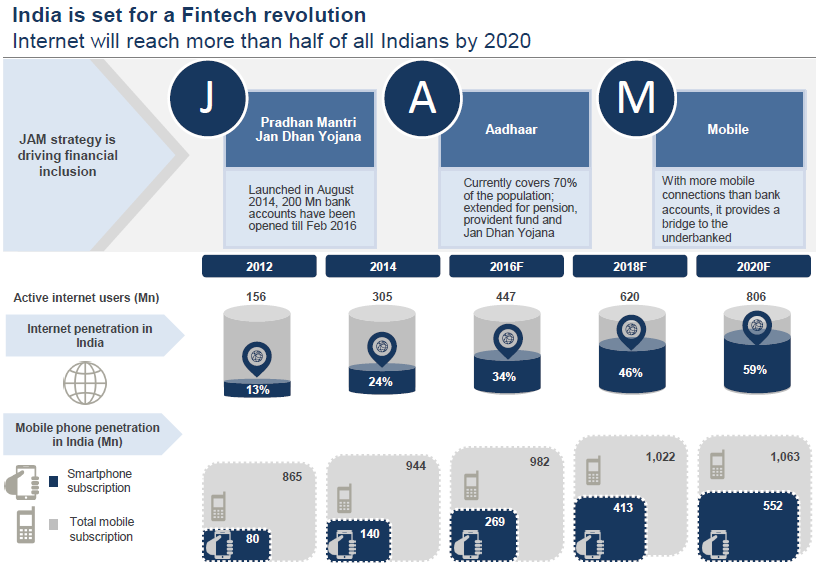 India is set for a Fintech revolution
Internet will reach more than half of all Indians by 2020
JAM strategy is
driving financial
inclusion
J
Pradhan Mantri
Jan Dhan Yojana
Launched in August
2014, 200 Mn bank
accounts have been
opened till Feb 2016
A
Aadhaar
Currently covers 70%
of the population;
extended for pension,
provident fund and
Jan Dhan Yojana
M
Mobile
With more mobile
connections than bank
accounts, it provides a
bridge to the
underbanked
2012 2014 2016F 2018F 2020F
Active internet users (Mn) 156 305 447 620 806
Internet penetration in
India
13% 24% 34% 46% 59%
Mobile phone penetration
in India (Mn)
Smartphone
subscription
Total mobile
subscription
865 944 982 1,022 1,063
80 140 269 413 552